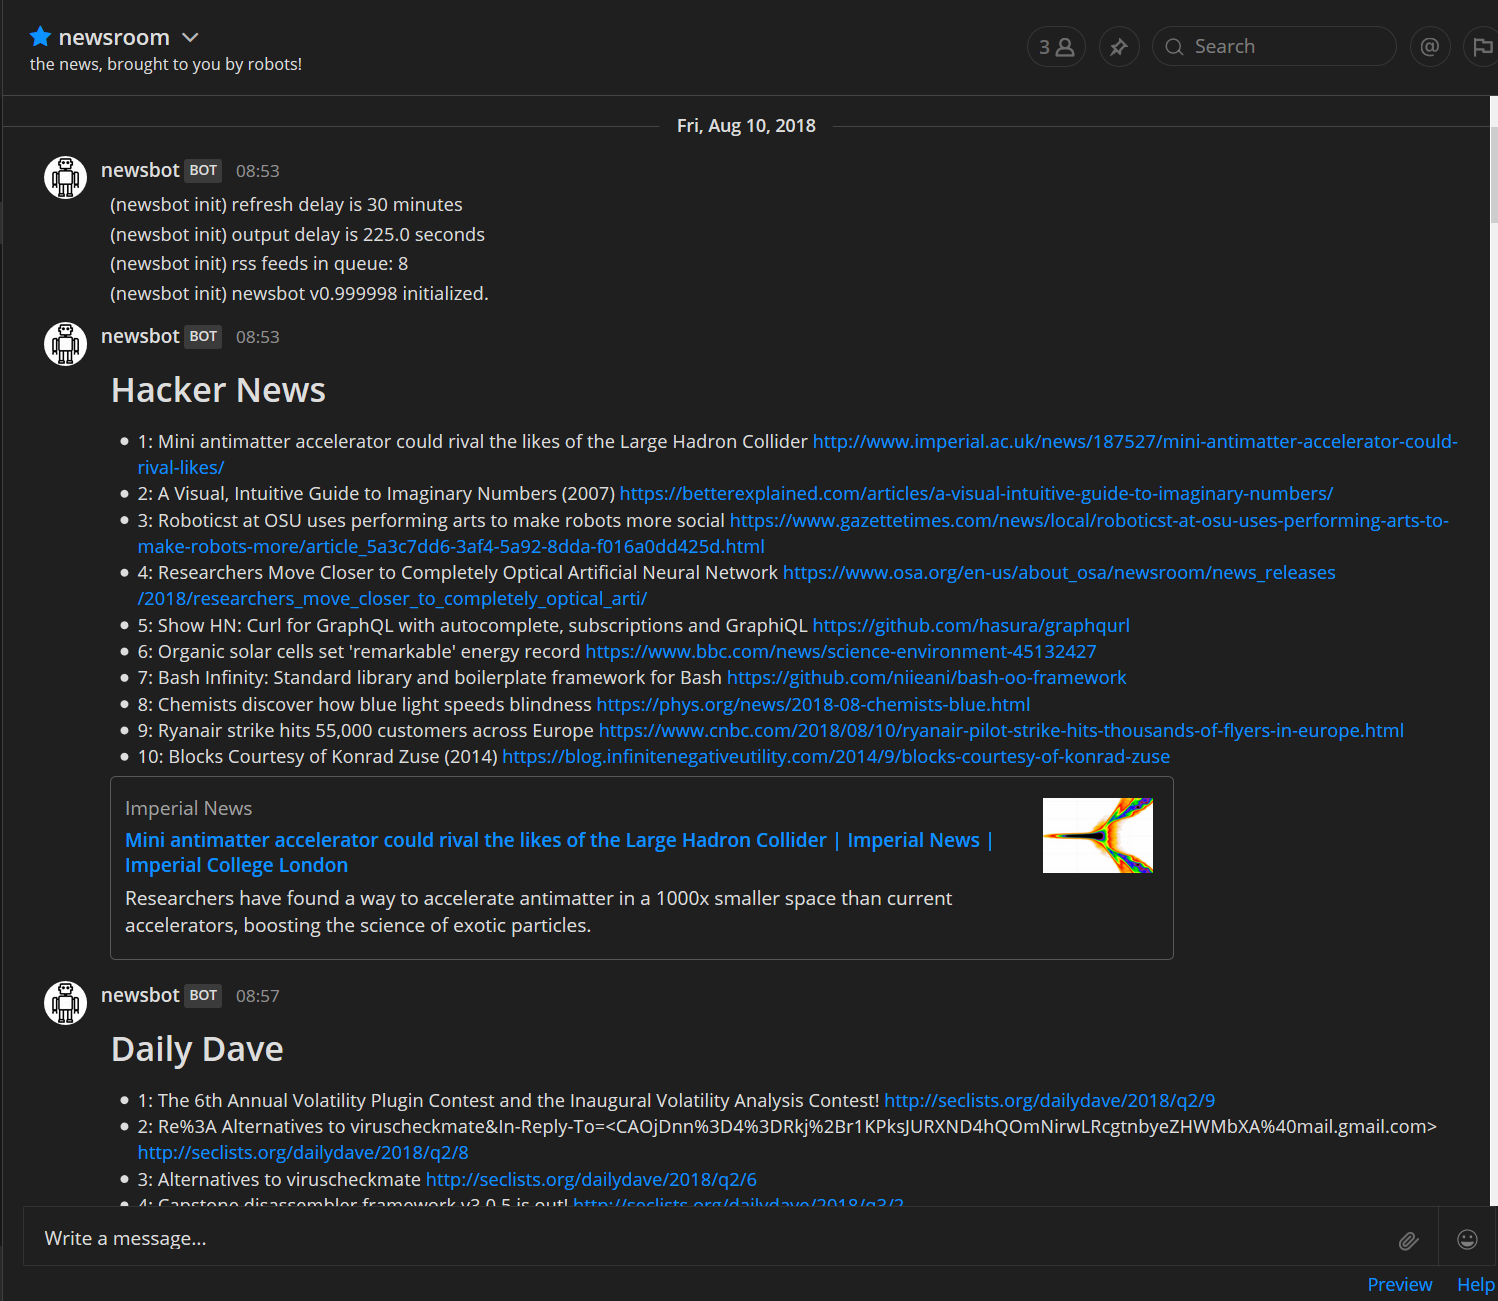 newsroom
the news, brought to you by robots!
3
Search
@
Fri, Aug 10, 2018
newsbot BOT 08:53
(newsbot init) refresh delay is 30 minutes
(newsbot init) output delay is 225.0 seconds
(newsbot init) rss feeds in queue: 8
(newsbot init) newsbot v0.999998 initialized.
newsbot BOT 08:53
Hacker News
1: Mini antimatter accelerator could rival the likes of the Large Hadron Collider http://www.imperial.ac.uk/news/187527/mini-antimatter-accelerator-could-
rival-likes/
2: A Visual, Intuitive Guide to Imaginary Numbers (2007) https://betterexplained.com/articles/a-visual-intuitive-guide-to-imaginary-numbers/
3: Roboticst at OSU uses performing arts to make robots more social https://www.gazettetimes.com/news/local/roboticst-at-osu-uses-performing-arts-to-
make-robots-more/article_5a3c7dd6-3af4-5a92-8dda-f016a0dd425d.html
4: Researchers Move Closer to Completely Optical Artificial Neural Network https://www.osa.org/en-us/about_osa/newsroom/news_releases
/2018/researchers_move_closer_to_completely_optical_arti/
5: Show HN: Curl for GraphQL with autocomplete, subscriptions and GraphiQL https://github.com/hasura/graphqurl
6: Organic solar cells set 'remarkable' energy record https://www.bbc.com/news/science-environment-45132427
7: Bash Infinity: Standard library and boilerplate framework for Bash https://github.com/niieani/bash-oo-framework
8: Chemists discover how blue light speeds blindness https://phys.org/news/2018-08-chemists-blue.html
9: Ryanair strike hits 55,000 customers across Europe https://www.cnbc.com/2018/08/10/ryanair-pilot-strike-hits-thousands-of-flyers-in-europe.html
10: Blocks Courtesy of Konrad Zuse (2014) https://blog.infinitenegativeutility.com/2014/9/blocks-courtesy-of-konrad-zuse
Imperial News
Mini antimatter accelerator could rival the likes of the Large Hadron Collider | Imperial News |
Imperial College London
Researchers have found a way to accelerate antimatter in a 1000x smaller space than current
accelerators, boosting the science of exotic particles.
newsbot BOT 08:57
Daily Dave
1: The 6th Annual Volatility Plugin Contest and the Inaugural Volatility Analysis Contest! http://seclists.org/dailydave/2018/q2/9
2: Re%3A Alternatives to viruscheckmate&In-Reply-To=<CAOjDnn%3D4%3DRkj%2Br1KPksJURXND4hQOmNirwLRcgtnbyeZHWMbXA%40mail.gmail.com>
http://seclists.org/dailydave/2018/q2/8
3: Alternatives to viruscheckmate http://seclists.org/dailydave/2018/q2/6
4: Capstone disassembler framework v3.0.5 is out! http://seclists.org/dailydave/2018/q3/2
Write a message...
Preview Help